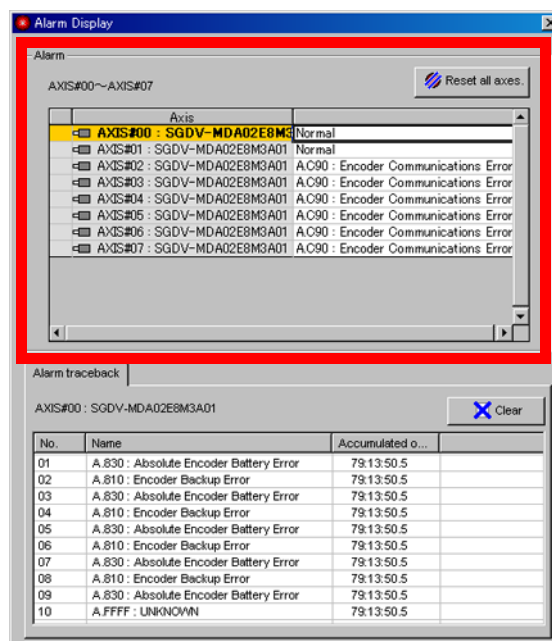 Alarm Display
Alarm
AXIS#00～AXIS#07
Reset all axes.
Axis
AXIS#00 : SGDV-MDA02E8M3 Normal
AXIS#01 : SGDV-MDA02E8M3A01 Normal
AXIS#02 : SGDV-MDA02E8M3A01 A.C90 : Encoder Communications Error
AXIS#03 : SGDV-MDA02E8M3A01 A.C90 : Encoder Communications Error
AXIS#04 : SGDV-MDA02E8M3A01 A.C90 : Encoder Communications Error
AXIS#05 : SGDV-MDA02E8M3A01 A.C90 : Encoder Communications Error
AXIS#06 : SGDV-MDA02E8M3A01 A.C90 : Encoder Communications Error
AXIS#07 : SGDV-MDA02E8M3A01 A.C90 : Encoder Communications Error
Alarm traceback
AXIS#00 : SGDV-MDA02E8M3A01
Clear
No. Name Accumulated o...
01 A.830 : Absolute Encoder Battery Error 79:13:50.5
02 A.810 : Encoder Backup Error 79:13:50.5
03 A.830 : Absolute Encoder Battery Error 79:13:50.5
04 A.810 : Encoder Backup Error 79:13:50.5
05 A.830 : Absolute Encoder Battery Error 79:13:50.5
06 A.810 : Encoder Backup Error 79:13:50.5
07 A.830 : Absolute Encoder Battery Error 79:13:50.5
08 A.810 : Encoder Backup Error 79:13:50.5
09 A.830 : Absolute Encoder Battery Error 79:13:50.5
10 A.FFFF : UNKNOWN 79:13:50.5